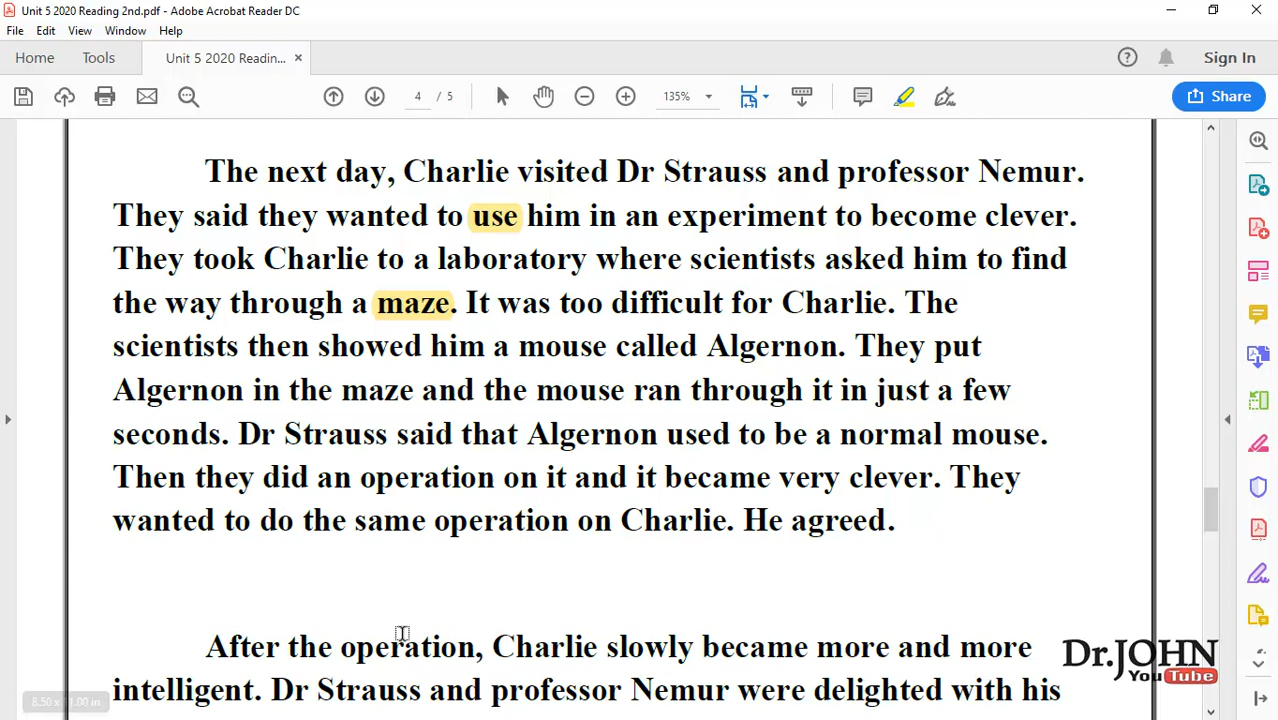 Unit 5 2020 Reading 2nd.pdf - Adobe Acrobat Reader DC
File Edit View Window Help
Home Tools Unit 5 2020 Readin... × Sign In
4 / 5 135% Share
The next day, Charlie visited Dr Strauss and professor Nemur.
They said they wanted to use him in an experiment to become clever.
They took Charlie to a laboratory where scientists asked him to find
the way through a maze. It was too difficult for Charlie. The
scientists then showed him a mouse called Algernon. They put
Algernon in the maze and the mouse ran through it in just a few
seconds. Dr Strauss said that Algernon used to be a normal mouse.
Then they did an operation on it and it became very clever. They
wanted to do the same operation on Charlie. He agreed.
After the operation, Charlie slowly became more and more
intelligent. Dr Strauss and professor Nemur were delighted with his
Dr.JOHN
YouTube
8.50 x 11.00 in